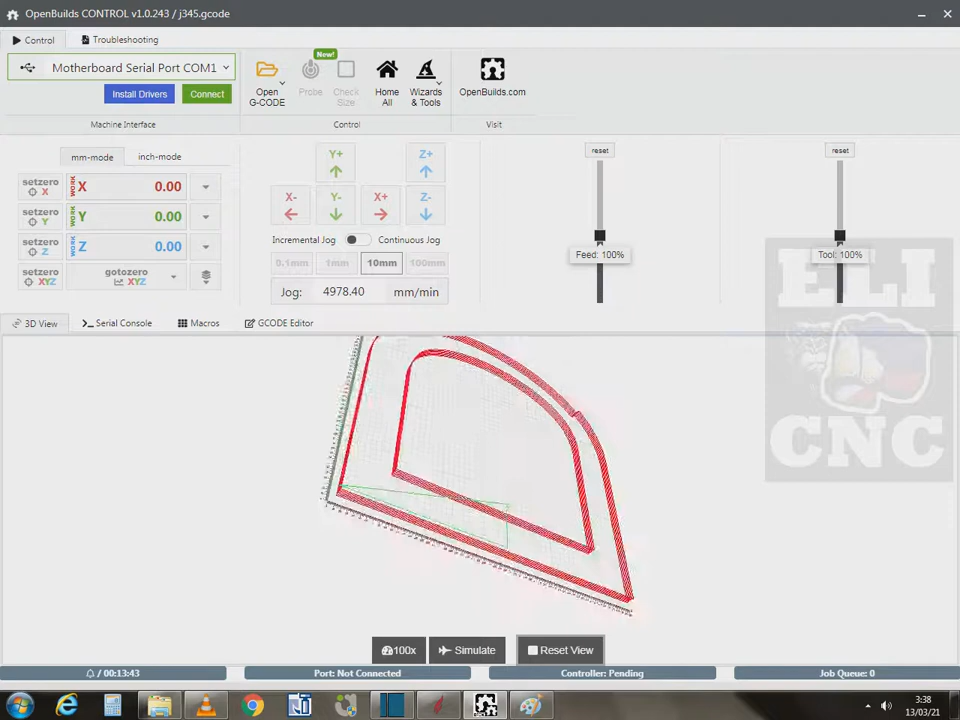 OpenBuilds CONTROL v1.0.243 / j345.gcode
Control
Troubleshooting
Motherboard Serial Port COM1
Install Drivers
Connect
Machine Interface
Open G-CODE
New!
Probe
Check Size
Home All
Wizards & Tools
Control
OpenBuilds.com
Visit
mm-mode
inch-mode
setzero X
WORK X 0.00
setzero Y
WORK Y 0.00
setzero Z
WORK Z 0.00
setzero XYZ
gotozero XYZ
Y+
Z+
X-
Y-
X+
Z-
Incremental Jog
Continuous Jog
0.1mm
1mm
10mm
100mm
Jog: 4978.40 mm/min
reset
Feed: 100%
reset
Tool: 100%
ELI
CNC
3D View
Serial Console
Macros
GCODE Editor
100x
Simulate
Reset View
/ 00:13:43
Port: Not Connected
Controller: Pending
Job Queue: 0
3:38
13/03/21